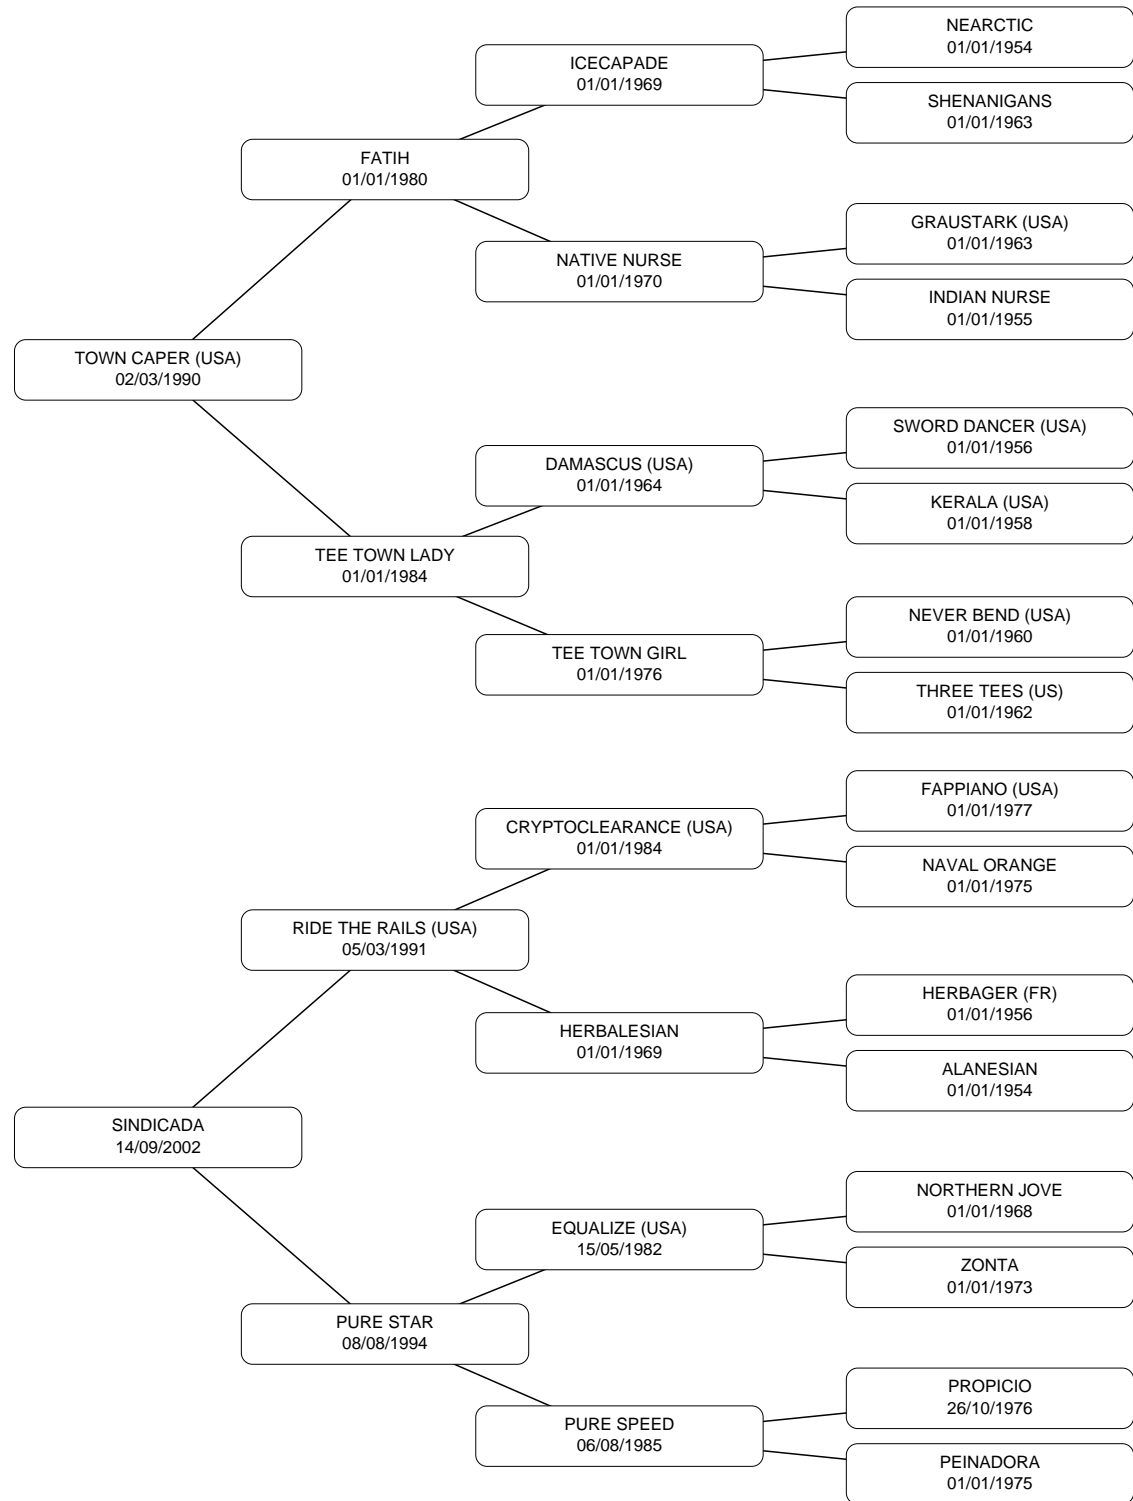 NEARCTIC
01/01/1954
ICECAPADE
01/01/1969
SHENANIGANS
01/01/1963
FATIH
01/01/1980
GRAUSTARK (USA)
01/01/1963
NATIVE NURSE
01/01/1970
INDIAN NURSE
01/01/1955
TOWN CAPER (USA)
02/03/1990
SWORD DANCER (USA)
01/01/1956
DAMASCUS (USA)
01/01/1964
KERALA (USA)
01/01/1958
TEE TOWN LADY
01/01/1984
NEVER BEND (USA)
01/01/1960
TEE TOWN GIRL
01/01/1976
THREE TEES (US)
01/01/1962
FAPPIANO (USA)
01/01/1977
CRYPTOCLEARANCE (USA)
01/01/1984
NAVAL ORANGE
01/01/1975
RIDE THE RAILS (USA)
05/03/1991
HERBAGER (FR)
01/01/1956
HERBALESIAN
01/01/1969
ALANESIAN
01/01/1954
SINDICADA
14/09/2002
NORTHERN JOVE
01/01/1968
EQUALIZE (USA)
15/05/1982
ZONTA
01/01/1973
PURE STAR
08/08/1994
PROPICIO
26/10/1976
PURE SPEED
06/08/1985
PEINADORA
01/01/1975